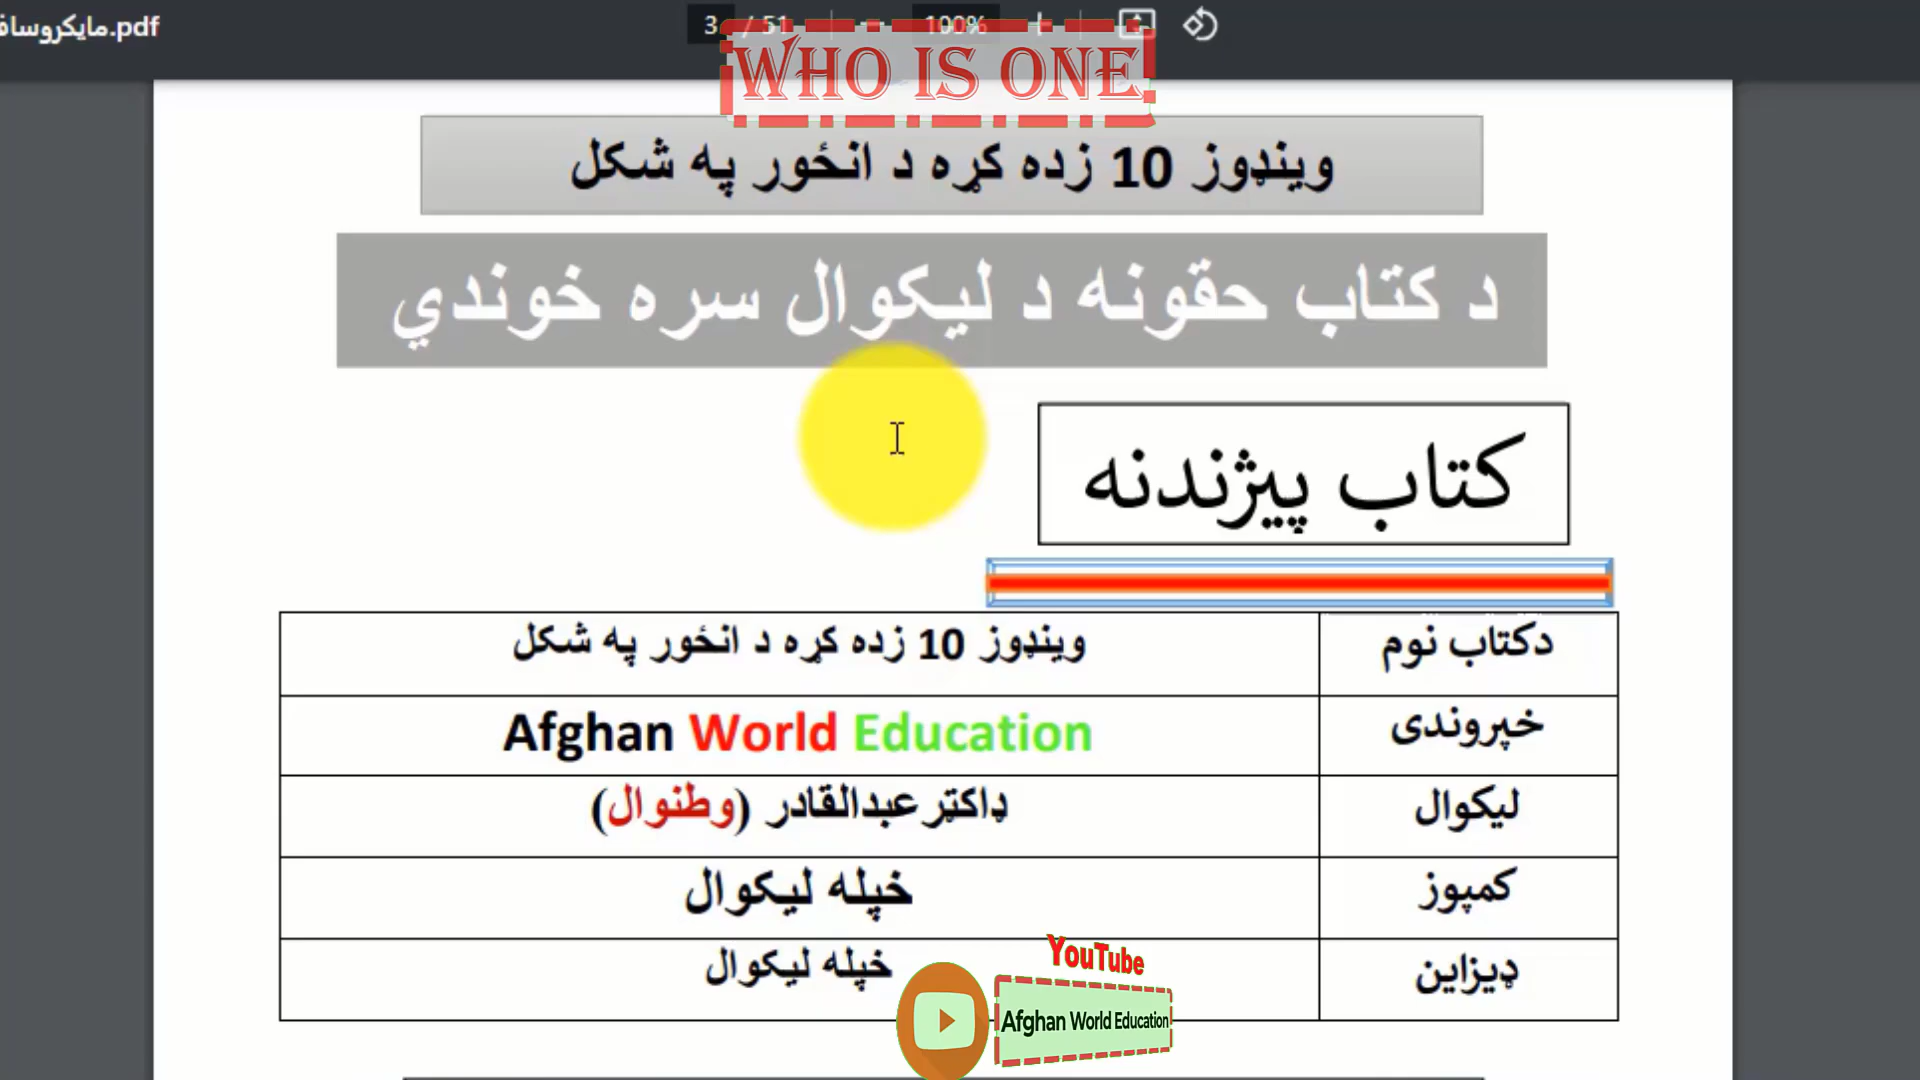 مایکروساف.pdf
3 / 51 100%
WHO IS ONE
وینډوز 10 زده کړه د انځور په شکل
د کتاب حقونه د لیکوال سره خوندي
کتاب پیژندنه
دکتاب نوم وینډوز 10 زده کړه د انځور په شکل
خپروندی Afghan World Education
لیکوال ډاکټرعبدالقادر (وطنوال)
کمپوز خپله لیکوال
ډیزاین خپله لیکوال
YouTube
Afghan World Education